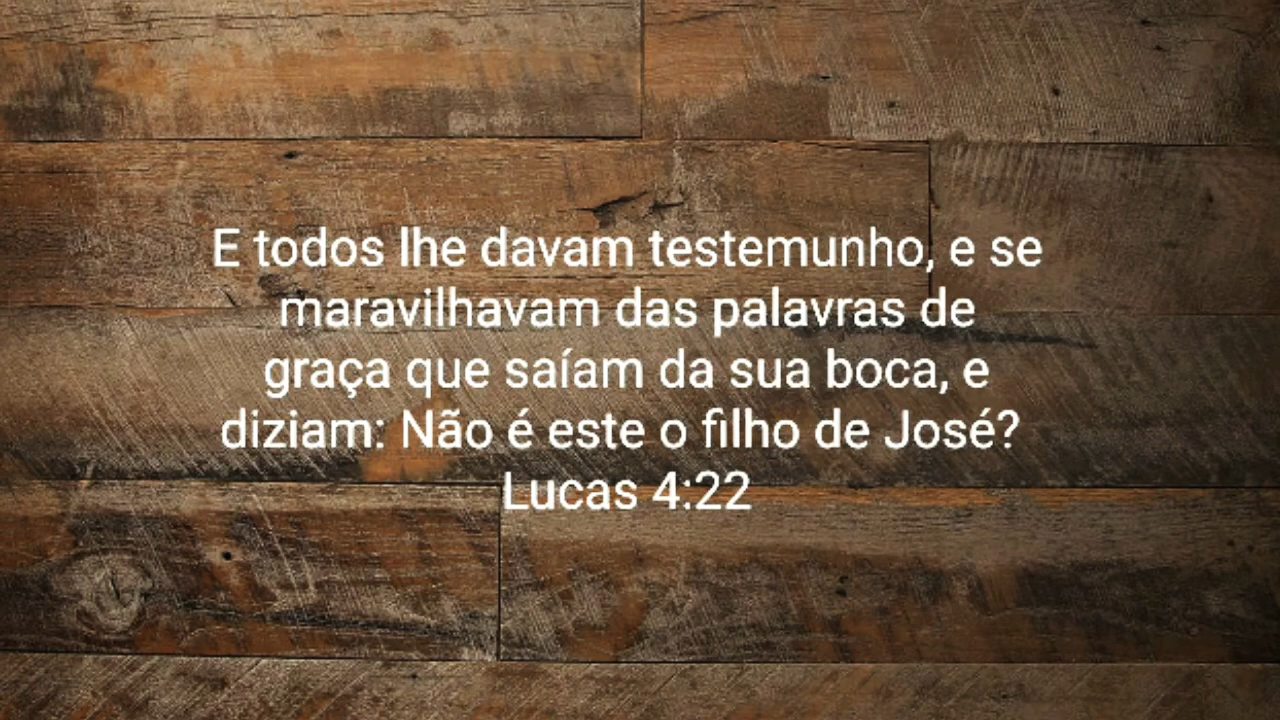 E todos lhe davam testemunho, e se
maravilhavam das palavras de
graça que saíam da sua boca, e
diziam: Não é este o filho de José?
Lucas 4:22